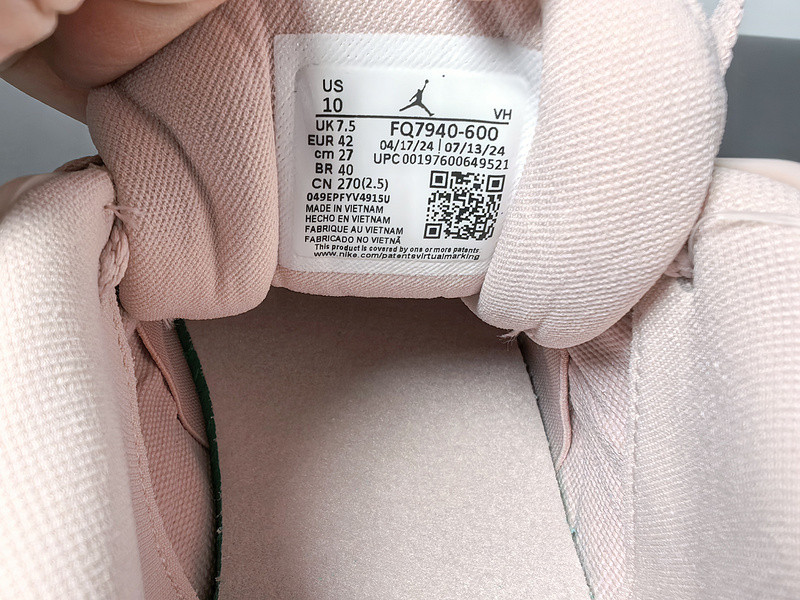 US
10
VH
UK 7.5
FQ7940-600
EUR 42
04/17/24 | 07/13/24
cm 27
UPC 00197600649521
BR 40
CN 270(2.5)
049EPFYV4915U
MADE IN VIETNAM
HECHO EN VIETNAM
FABRIQUE AU VIETNAM
FABRICADO NO VIETNÃ
This product is covered by one or more patents.
www.nike.com/patentsvirtualmarking